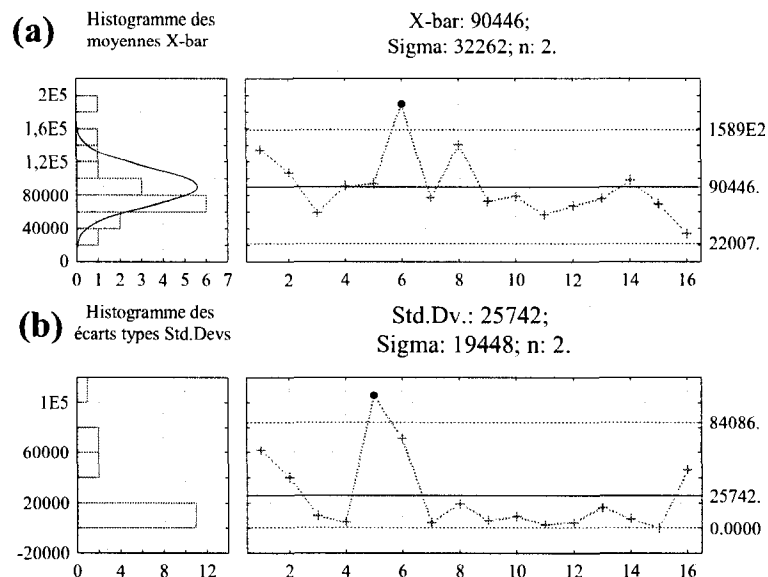 (a)
Histogramme des
moyennes X-bar
X-bar: 90446;
Sigma: 32262; n: 2.
2E5
1,6E5
1,2E5
80000
40000
0
0 1 2 3 4 5 6 7
2 4 6 8 10 12 14 16
1589E2
90446.
22007.
(b)
Histogramme des
écarts types Std.Devs
Std.Dv.: 25742;
Sigma: 19448; n: 2.
1E5
60000
20000
-20000
0 2 4 6 8 10 12
2 4 6 8 10 12 14 16
84086.
25742.
0.0000